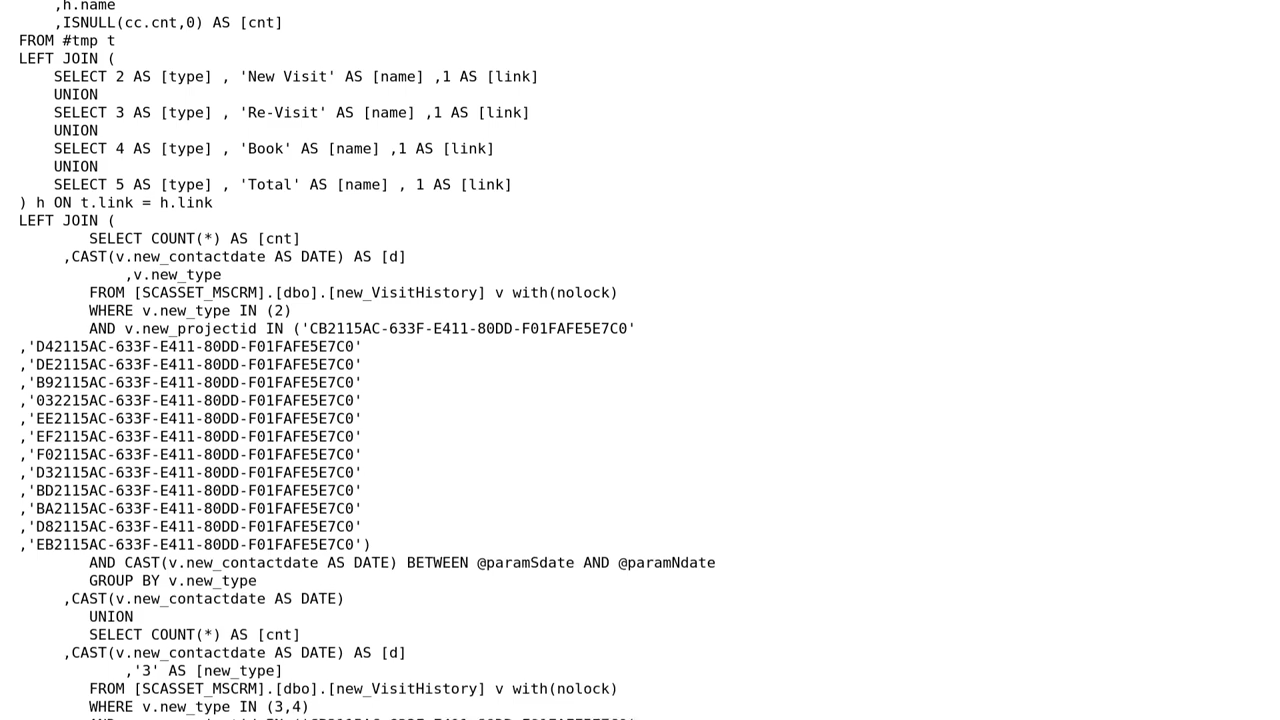 ,h.name
,ISNULL(cc.cnt,0) AS [cnt]
FROM #tmp t
LEFT JOIN (
SELECT 2 AS [type] , 'New Visit' AS [name] ,1 AS [link]
UNION
SELECT 3 AS [type] , 'Re-Visit' AS [name] ,1 AS [link]
UNION
SELECT 4 AS [type] , 'Book' AS [name] ,1 AS [link]
UNION
SELECT 5 AS [type] , 'Total' AS [name] , 1 AS [link]
) h ON t.link = h.link
LEFT JOIN (
SELECT COUNT(*) AS [cnt]
,CAST(v.new_contactdate AS DATE) AS [d]
,v.new_type
FROM [SCASSET_MSCRM].[dbo].[new_VisitHistory] v with(nolock)
WHERE v.new_type IN (2)
AND v.new_projectid IN ('CB2115AC-633F-E411-80DD-F01FAFE5E7C0'
,'D42115AC-633F-E411-80DD-F01FAFE5E7C0'
,'DE2115AC-633F-E411-80DD-F01FAFE5E7C0'
,'B92115AC-633F-E411-80DD-F01FAFE5E7C0'
,'032215AC-633F-E411-80DD-F01FAFE5E7C0'
,'EE2115AC-633F-E411-80DD-F01FAFE5E7C0'
,'EF2115AC-633F-E411-80DD-F01FAFE5E7C0'
,'F02115AC-633F-E411-80DD-F01FAFE5E7C0'
,'D32115AC-633F-E411-80DD-F01FAFE5E7C0'
,'BD2115AC-633F-E411-80DD-F01FAFE5E7C0'
,'BA2115AC-633F-E411-80DD-F01FAFE5E7C0'
,'D82115AC-633F-E411-80DD-F01FAFE5E7C0'
,'EB2115AC-633F-E411-80DD-F01FAFE5E7C0')
AND CAST(v.new_contactdate AS DATE) BETWEEN @paramSdate AND @paramNdate
GROUP BY v.new_type
,CAST(v.new_contactdate AS DATE)
UNION
SELECT COUNT(*) AS [cnt]
,CAST(v.new_contactdate AS DATE) AS [d]
,'3' AS [new_type]
FROM [SCASSET_MSCRM].[dbo].[new_VisitHistory] v with(nolock)
WHERE v.new_type IN (3,4)